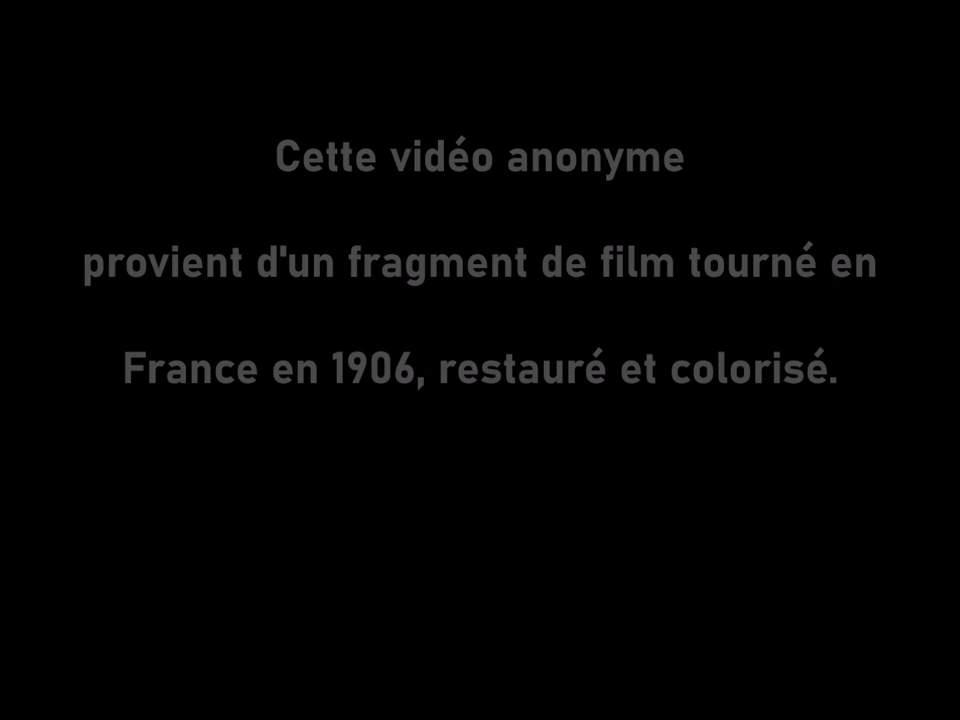 Cette vidéo anonyme
provient d'un fragment de film tourné en
France en 1906, restauré et colorisé.